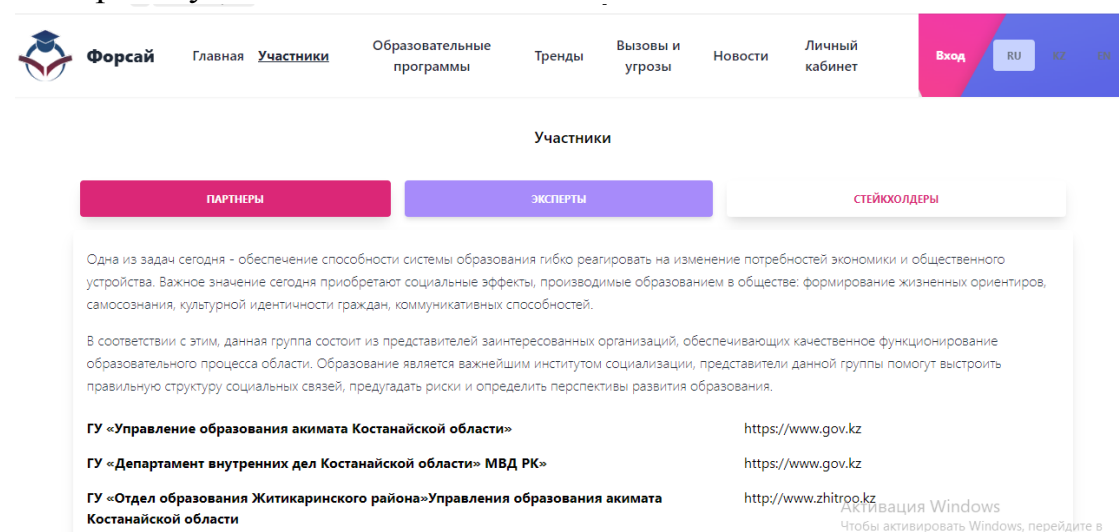 Форсай
Главная
Участники
Образовательные
программы
Тренды
Вызовы и
угрозы
Новости
Личный
кабинет
Вход
RU
Участники
ПАРТНЕРЫ
ЭКСПЕРТЫ
СТЕЙКХОЛДЕРЫ
Одна из задач сегодня - обеспечение способности системы образования гибко реагировать на изменение потребностей экономики и общественного
устройства. Важное значение сегодня приобретают социальные эффекты, производимые образованием в обществе: формирование жизненных ориентиров,
самосознания, культурной идентичности граждан, коммуникативных способностей.
В соответствии с этим, данная группа состоит из представителей заинтересованных организаций, обеспечивающих качественное функционирование
образовательного процесса области. Образование является важнейшим институтом социализации, представители данной группы помогут выстроить
правильную структуру социальных связей, предугадать риски и определить перспективы развития образования.
ГУ «Управление образования акимата Костанайской области» https://www.gov.kz
ГУ «Департамент внутренних дел Костанайской области» МВД РК» https://www.gov.kz
ГУ «Отдел образования Житикаринского района»Управления образования акимата http://www.zhitroo.kz
Костанайской области
Активация Windows
Чтобы активировать Windows, перейдите в